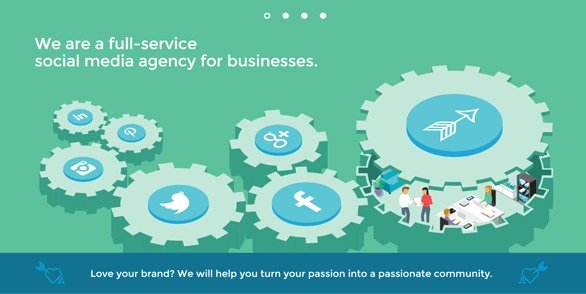 We are a full-service
social media agency for businesses.
in
g+
f
Love your brand? We will help you turn your passion into a passionate community.